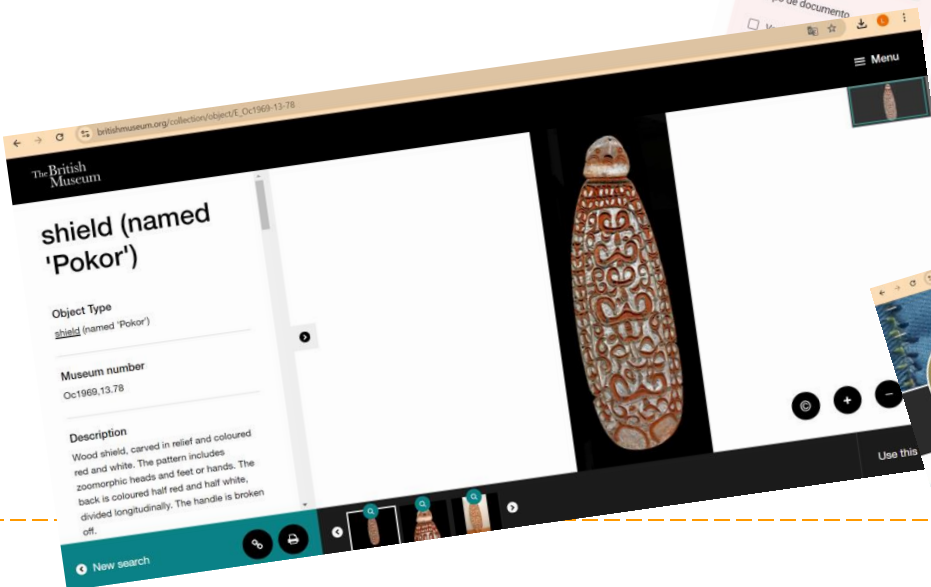 de documento
britishmuseum.org/collection/object/E_Oc1969-13-78
Menu
The British
Museum
shield (named
'Pokor')
Object Type
shield (named 'Pokor')
Museum number
Oc1969,13.78
Description
Wood shield, carved in relief and coloured
red and white. The pattern includes
zoomorphic heads and feet or hands. The
back is coloured half red and half white,
divided longitudinally. The handle is broken
off.
New search
L
©
Use this